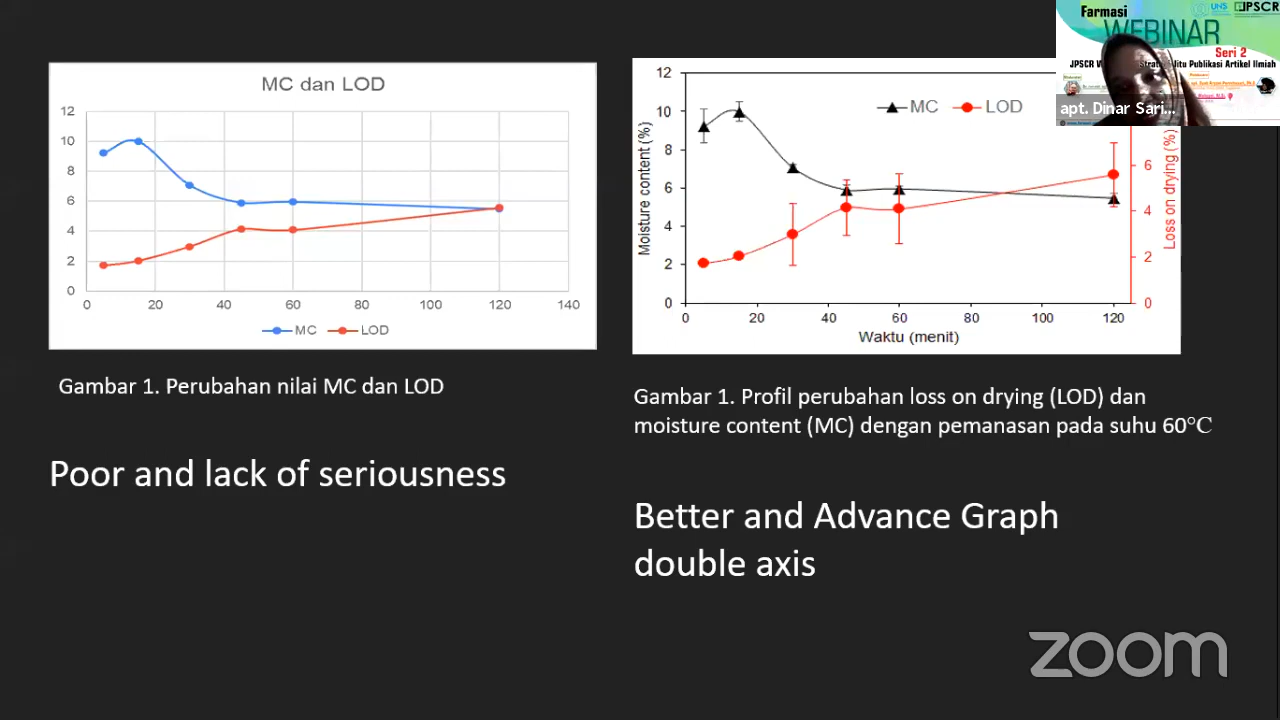 Farmasi
UNS
JPSCR
WEBINAR
Seri 2
Publikasi Artikel Ilmiah
apt. Dinar Sari...
MC dan LOD
12
10
8
6
4
2
0
0 20 40 60 80 100 120 140
MC LOD
Gambar 1. Perubahan nilai MC dan LOD
Poor and lack of seriousness
MC LOD
Moisture content (%)
12
10
8
6
4
2
0
Loss on drying (%)
6
4
2
0
0 20 40 60 80 100 120
Waktu (menit)
Gambar 1. Profil perubahan loss on drying (LOD) dan
moisture content (MC) dengan pemanasan pada suhu 60°C
Better and Advance Graph
double axis
zoom